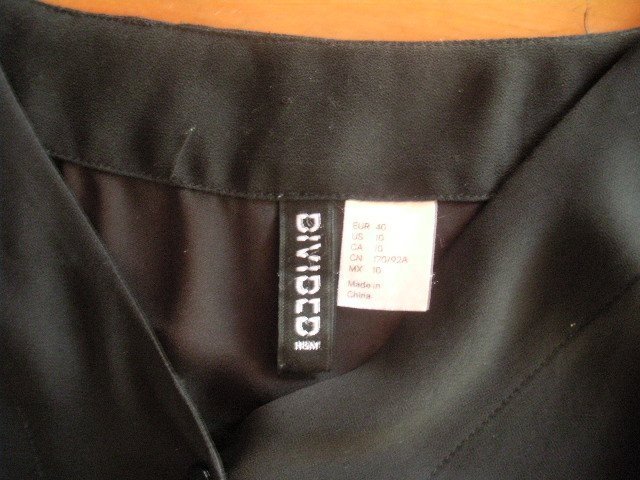 DIVIDED
H&M
EUR 40
US 10
CA 10
CN 170/92A
MX 10
Made in
China